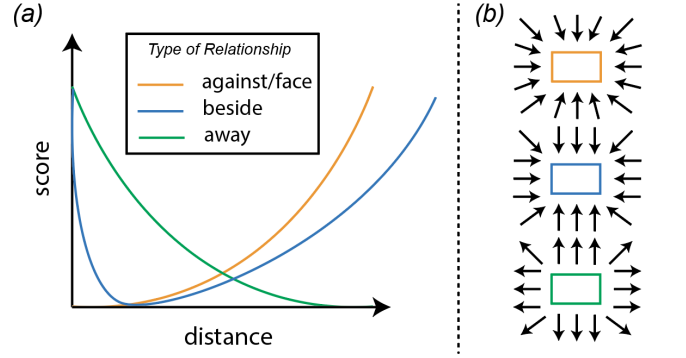 (a)
Type of Relationship
against/face
beside
away
score
distance
(b)